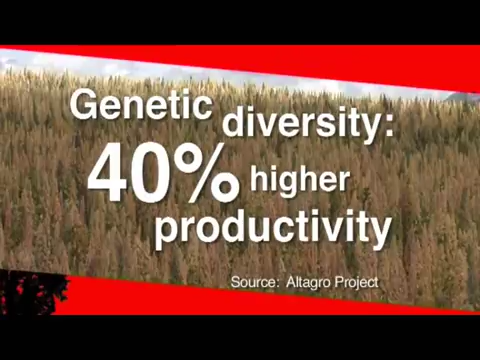 Genetic diversity:
40% higher
productivity
Source: Altagro Project